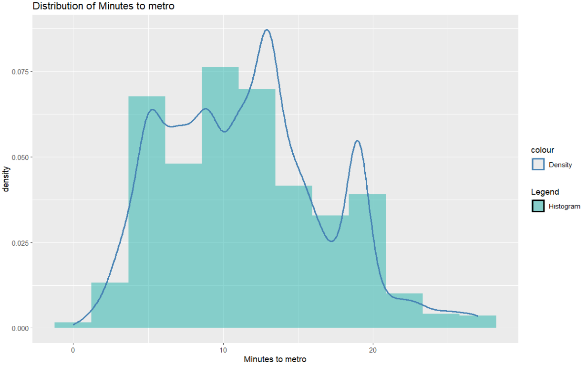 Distribution of Minutes to metro
0.075
0.050
0.025
0.000
density
0
10
20
Minutes to metro
colour
Density
Legend
Histogram